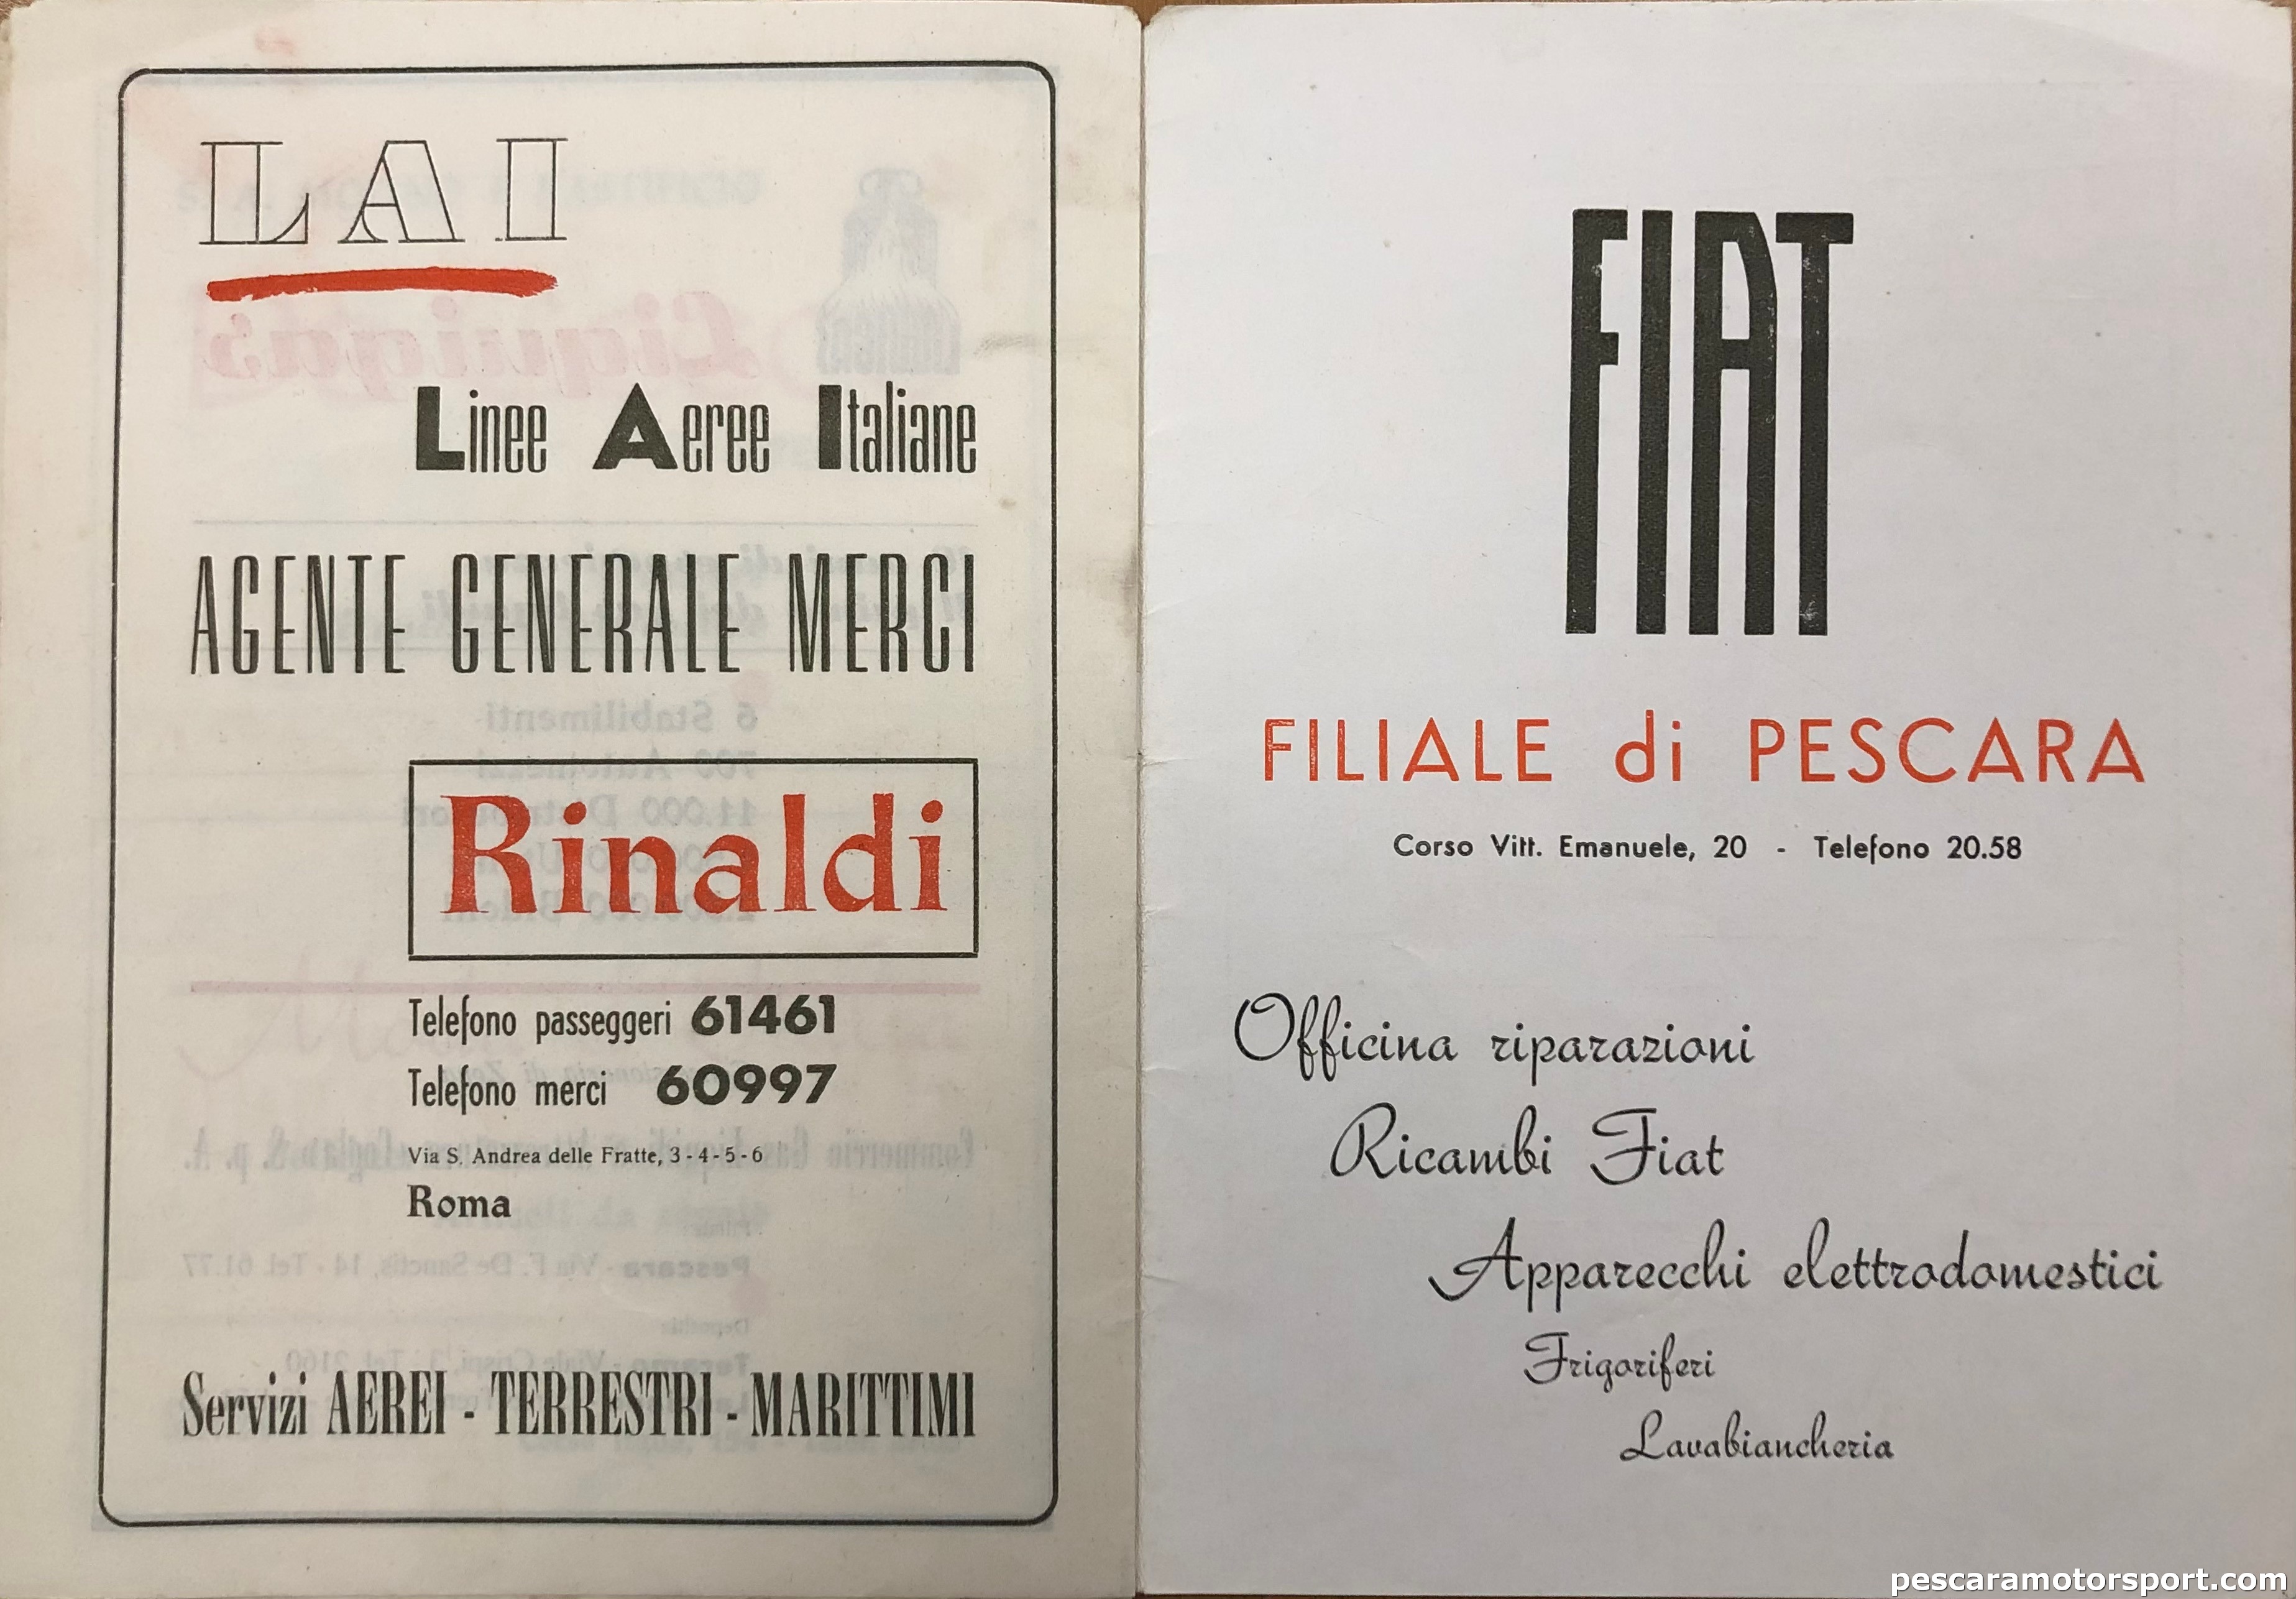 LAI
Linee Aeree Italiane
AGENTE GENERALE MERCI
Rinaldi
Telefono passeggeri 61461
Telefono merci 60997
Via S. Andrea delle Fratte, 3 - 4 - 5 - 6
Roma
Servizi AEREI - TERRESTRI - MARITTIMI
FIAT
FILIALE di PESCARA
Corso Vitt. Emanuele, 20 - Telefono 20.58
Officina riparazioni
Ricambi Fiat
Apparecchi elettrodomestici
Frigoriferi
Lavabiancheria
pescaramotorsport.com